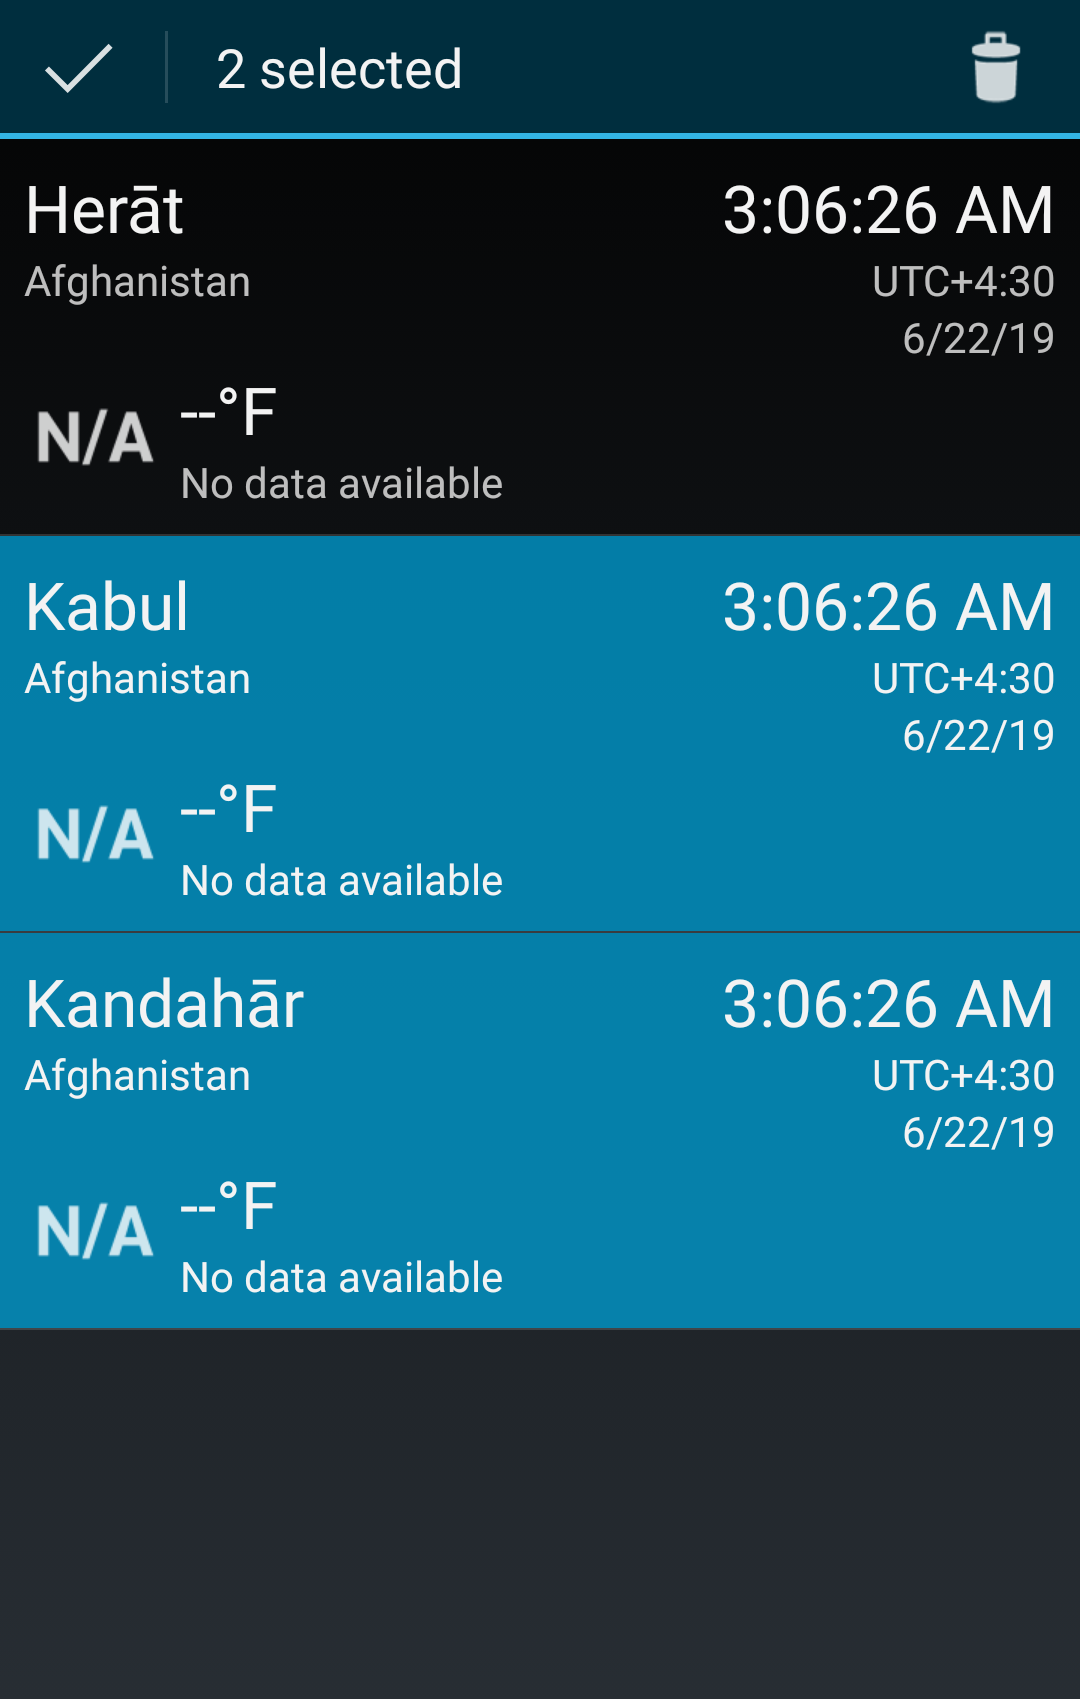 2 selected
Herāt 3:06:26 AM
Afghanistan UTC+4:30
6/22/19
N/A --°F
No data available
Kabul 3:06:26 AM
Afghanistan UTC+4:30
6/22/19
N/A --°F
No data available
Kandahār 3:06:26 AM
Afghanistan UTC+4:30
6/22/19
N/A --°F
No data available